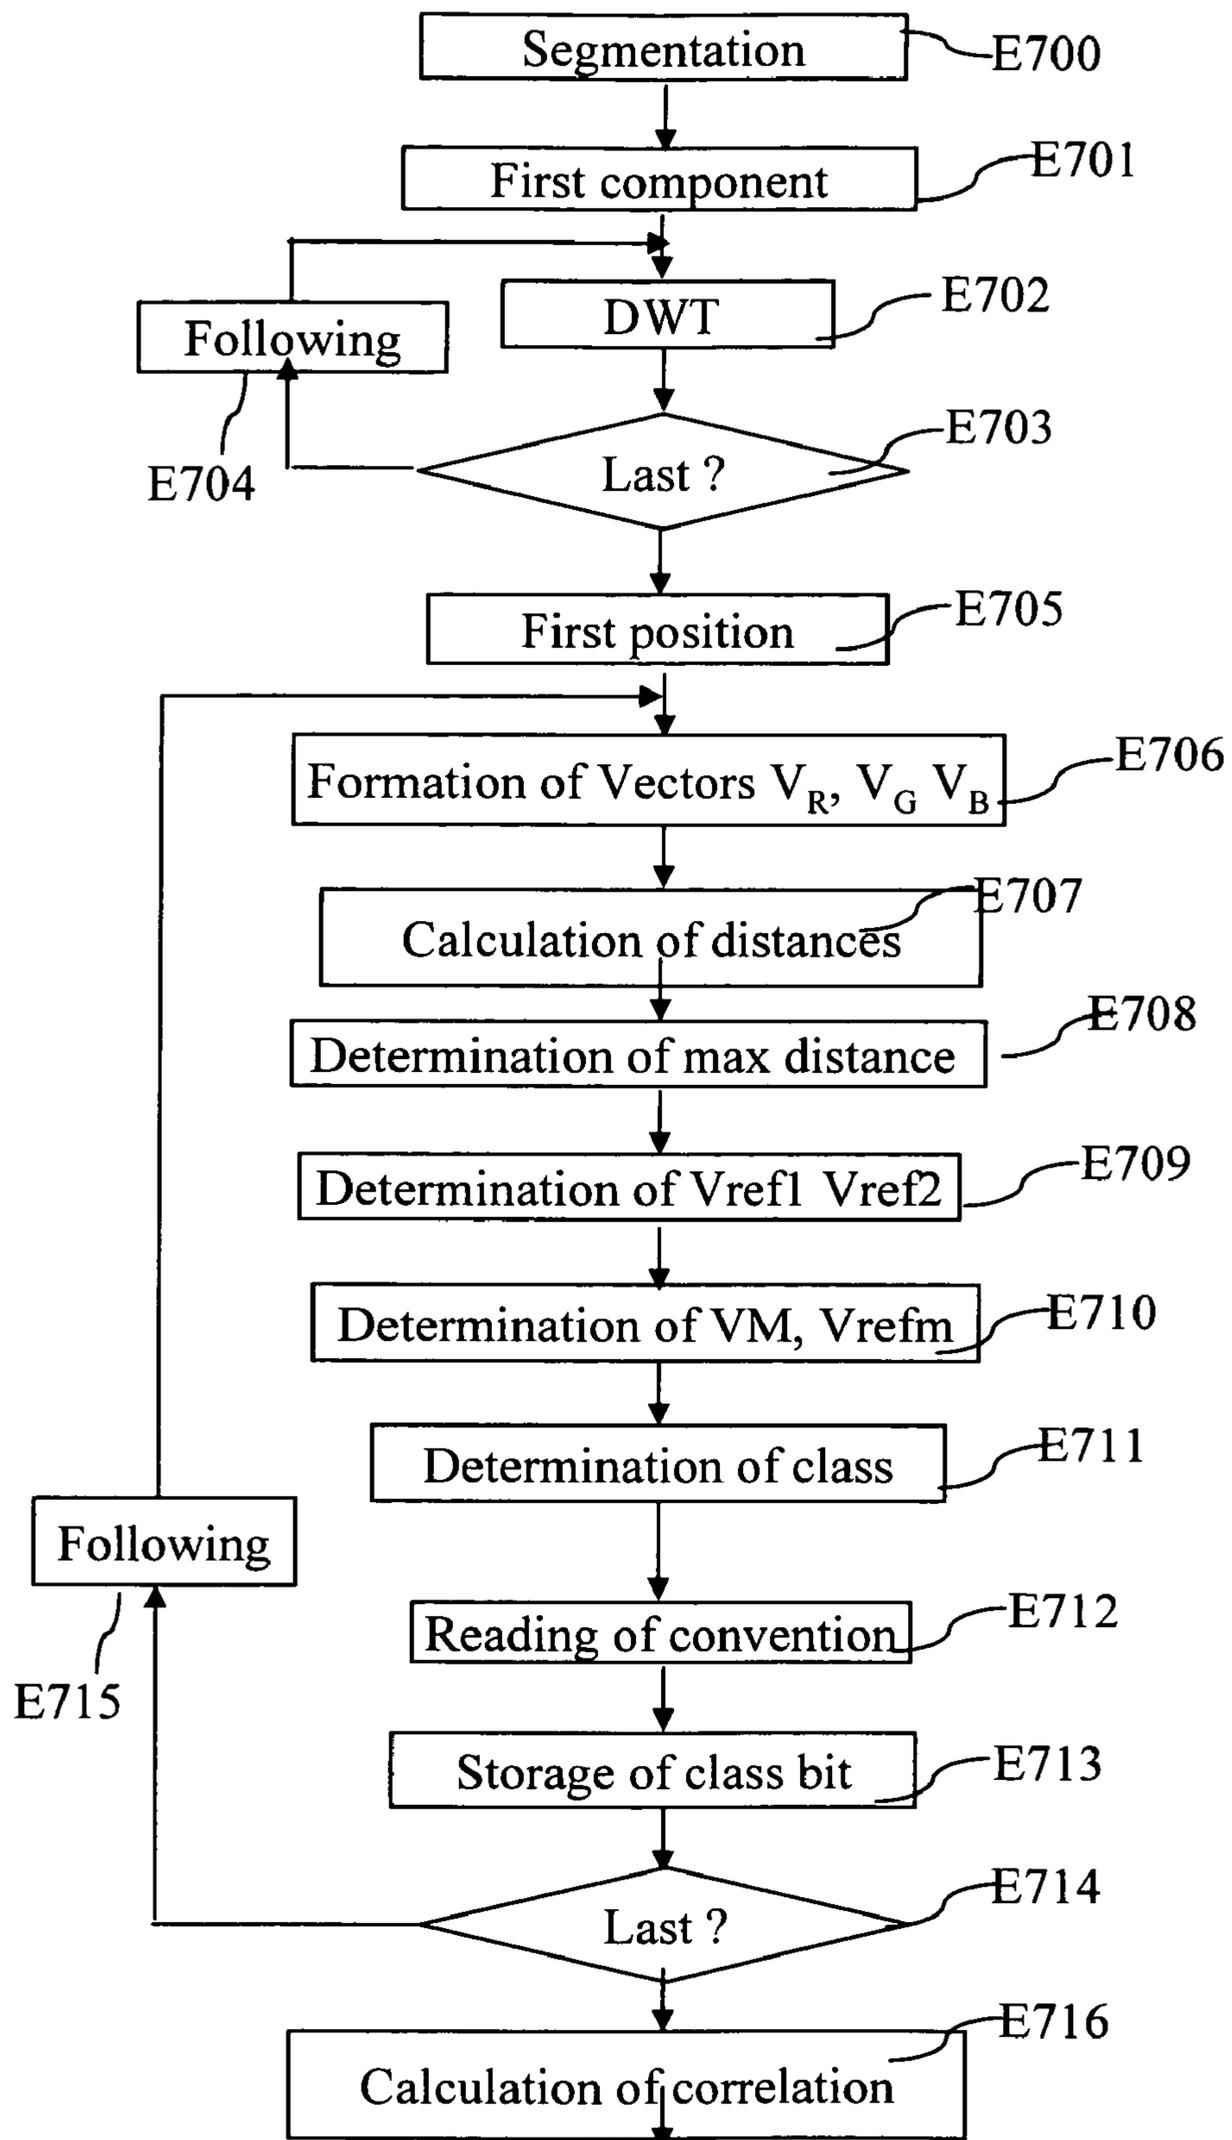 Segmentation
E700
First component
E701
DWT
E702
Following
E704
Last ?
E703
First position
E705
Formation of Vectors V_R, V_G V_B
E706
Calculation of distances
E707
Determination of max distance
E708
Determination of Vref1 Vref2
E709
Determination of VM, Vrefm
E710
Determination of class
E711
Following
E715
Reading of convention
E712
Storage of class bit
E713
Last ?
E714
Calculation of correlation
E716